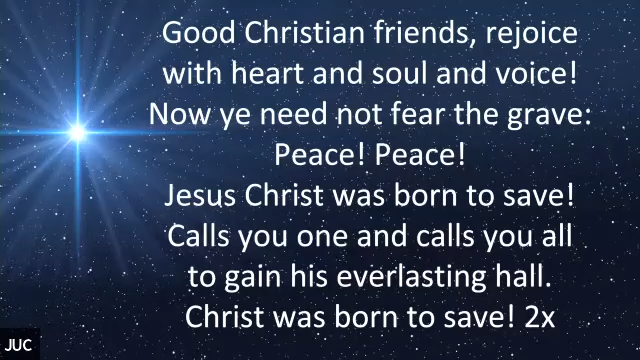 Good Christian friends, rejoice
with heart and soul and voice!
Now ye need not fear the grave:
Peace! Peace!
Jesus Christ was born to save!
Calls you one and calls you all
to gain his everlasting hall.
Christ was born to save! 2x
JUC